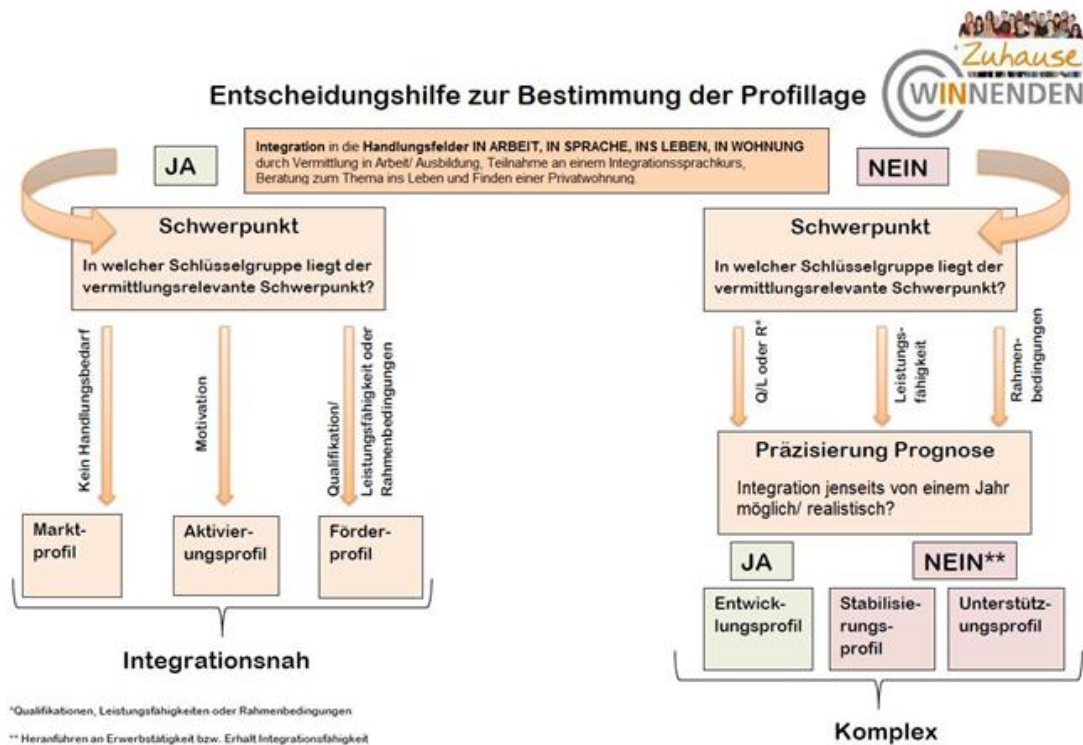 Zuhause
WINNENDEN
Entscheidungshilfe zur Bestimmung der Profillage
JA
Integration in die Handlungsfelder IN ARBEIT, IN SPRACHE, INS LEBEN, IN WOHNUNG
durch Vermittlung in Arbeit/ Ausbildung, Teilnahme an einem Integrationssprachkurs,
Beratung zum Thema ins Leben und Finden einer Privatwohnung.
NEIN
Schwerpunkt
In welcher Schlüsselgruppe liegt der
vermittlungsrelevante Schwerpunkt?
Kein Handlungsbedarf
Motivation
Qualifikation/
Leistungsfähigkeit oder
Rahmenbedingungen
Markt-
profil
Aktivier-
ungsprofil
Förder-
profil
Integrationsnah
Schwerpunkt
In welcher Schlüsselgruppe liegt der
vermittlungsrelevante Schwerpunkt?
Q/L oder R*
Leistungs-
fähigkeit
Rahmen-
bedingungen
Präzisierung Prognose
Integration jenseits von einem Jahr
möglich/ realistisch?
JA
NEIN**
Entwick-
lungsprofil
Stabilisie-
rungs-
profil
Unterstütz-
ungsprofil
Komplex
*Qualifikationen, Leistungsfähigkeiten oder Rahmenbedingungen
** Heranführen an Erwerbstätigkeit bzw. Erhalt Integrationsfähigkeit